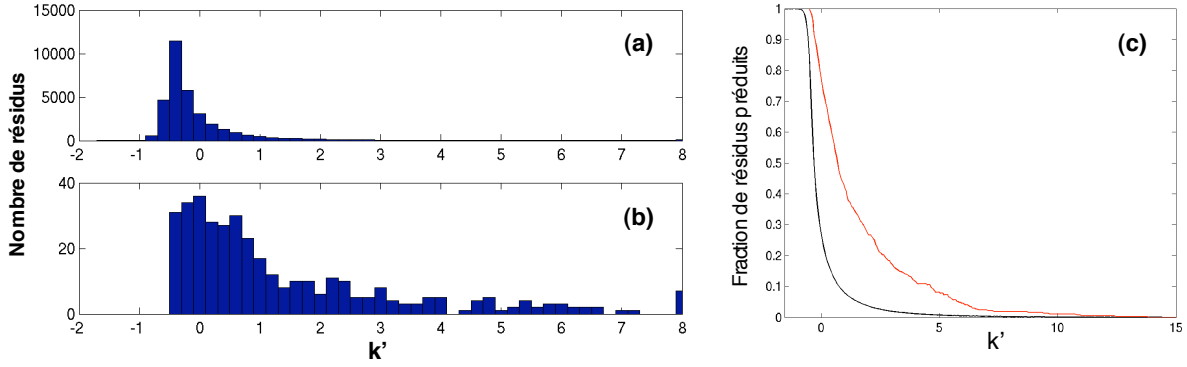 15000
10000
5000
0
(a)
-2 -1 0 1 2 3 4 5 6 7 8
Nombre de résidus
40
20
0
(b)
-2 -1 0 1 2 3 4 5 6 7 8
k'
1
0.9
0.8
0.7
0.6
0.5
0.4
0.3
0.2
0.1
0
(c)
Fraction de résidus préduits
0 5 10 15
k'